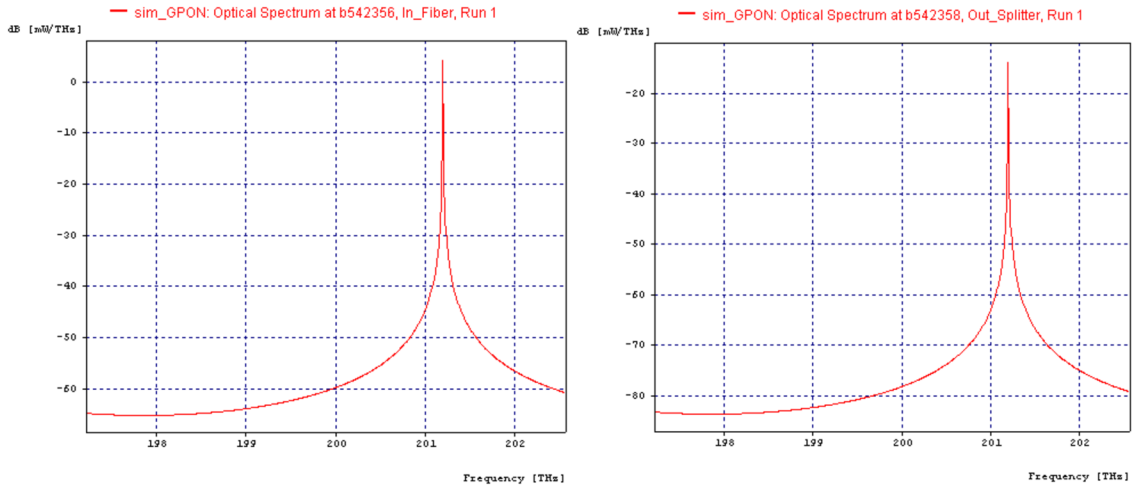 sim_GPON: Optical Spectrum at b542356, In_Fiber, Run 1
dB [mW/THz]
0
-10
-20
-30
-40
-50
-60
198 199 200 201 202
Frequency [THz]
sim_GPON: Optical Spectrum at b542358, Out_Splitter, Run 1
dB [mW/THz]
-20
-30
-40
-50
-60
-70
-80
198 199 200 201 202
Frequency [THz]